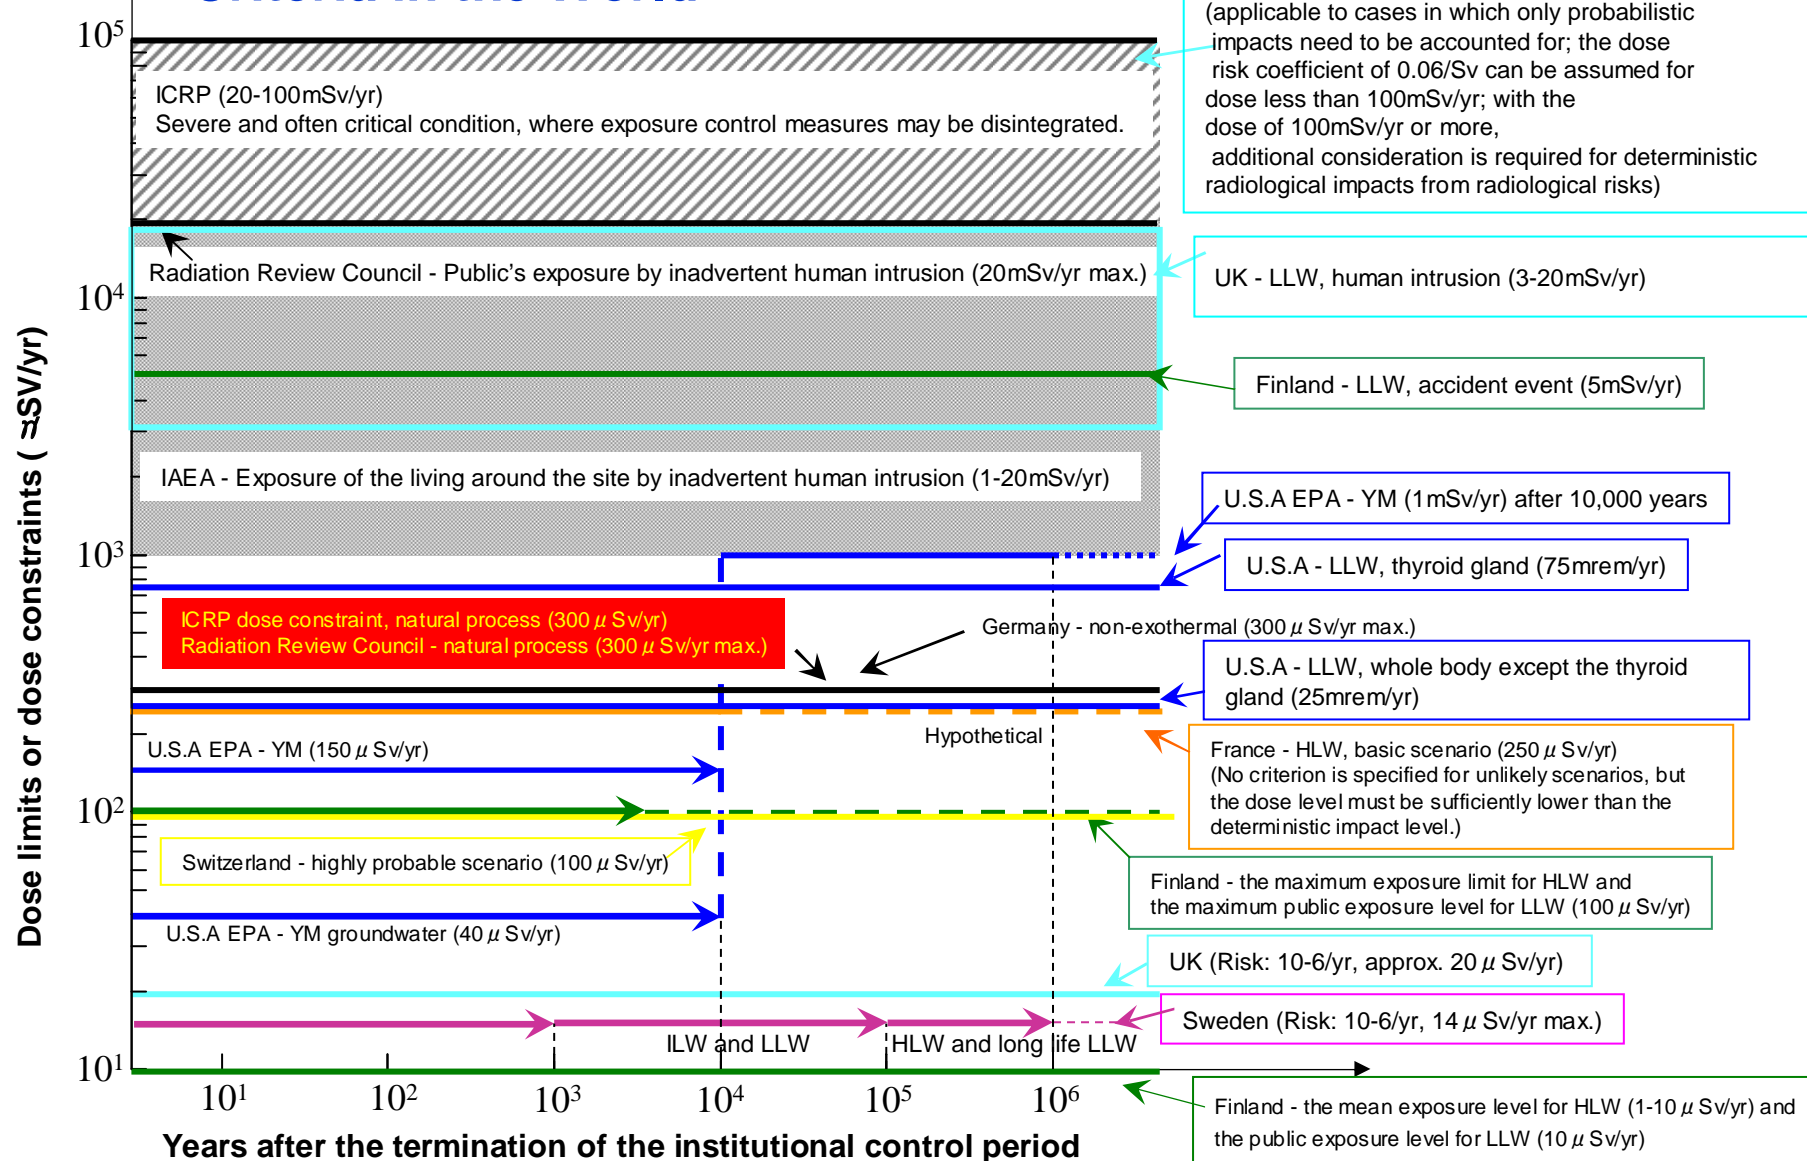 10⁵
(applicable to cases in which only probabilistic
impacts need to be accounted for; the dose
risk coefficient of 0.06/Sv can be assumed for
dose less than 100mSv/yr; with the
dose of 100mSv/yr or more,
additional consideration is required for deterministic
radiological impacts from radiological risks)
ICRP (20-100mSv/yr)
Severe and often critical condition, where exposure control measures may be disintegrated.
Radiation Review Council - Public's exposure by inadvertent human intrusion (20mSv/yr max.)
UK - LLW, human intrusion (3-20mSv/yr)
10⁴
Finland - LLW, accident event (5mSv/yr)
IAEA - Exposure of the living around the site by inadvertent human intrusion (1-20mSv/yr)
U.S.A EPA - YM (1mSv/yr) after 10,000 years
10³
U.S.A - LLW, thyroid gland (75mrem/yr)
ICRP dose constraint, natural process (300 μ Sv/yr)
Radiation Review Council - natural process (300 μ Sv/yr max.)
Germany - non-exothermal (300 μ Sv/yr max.)
U.S.A - LLW, whole body except the thyroid
gland (25mrem/yr)
Hypothetical
U.S.A EPA - YM (150 μ Sv/yr)
France - HLW, basic scenario (250 μ Sv/yr)
(No criterion is specified for unlikely scenarios, but
the dose level must be sufficiently lower than the
deterministic impact level.)
10²
Switzerland - highly probable scenario (100 μ Sv/yr)
Finland - the maximum exposure limit for HLW and
the maximum public exposure level for LLW (100 μ Sv/yr)
U.S.A EPA - YM groundwater (40 μ Sv/yr)
UK (Risk: 10-6/yr, approx. 20 μ Sv/yr)
Sweden (Risk: 10-6/yr, 14 μ Sv/yr max.)
ILW and LLW
HLW and long life LLW
10¹
10¹ 10² 10³ 10⁴ 10⁵ 10⁶
Finland - the mean exposure level for HLW (1-10 μ Sv/yr) and
the public exposure level for LLW (10 μ Sv/yr)
Years after the termination of the institutional control period
Dose limits or dose constraints ( SV/yr)